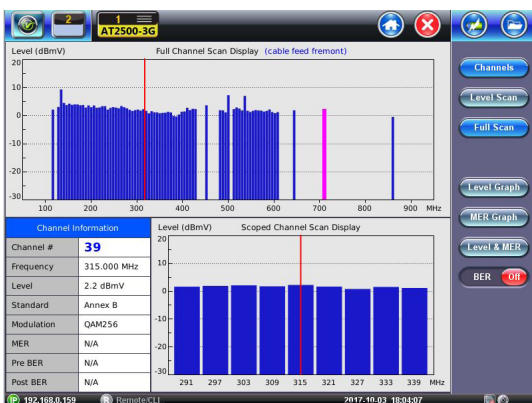 2
1
AT2500-3G
Level (dBmV) Full Channel Scan Display (cable feed fremont)
20
10
0
-10
-20
-30
100 200 300 400 500 600 700 800 900 MHz
Channel Information
Channel # 39
Frequency 315.000 MHz
Level 2.2 dBmV
Standard Annex B
Modulation QAM256
MER N/A
Pre BER N/A
Post BER N/A
Level (dBmV) Scoped Channel Scan Display
20
10
0
-10
-20
-30
291 297 303 309 315 321 327 333 339 MHz
Channels
Level Scan
Full Scan
Level Graph
MER Graph
Level & MER
BER Off
IP 192.168.0.159 R Remote/CLI 2017-10-03 18:04:07